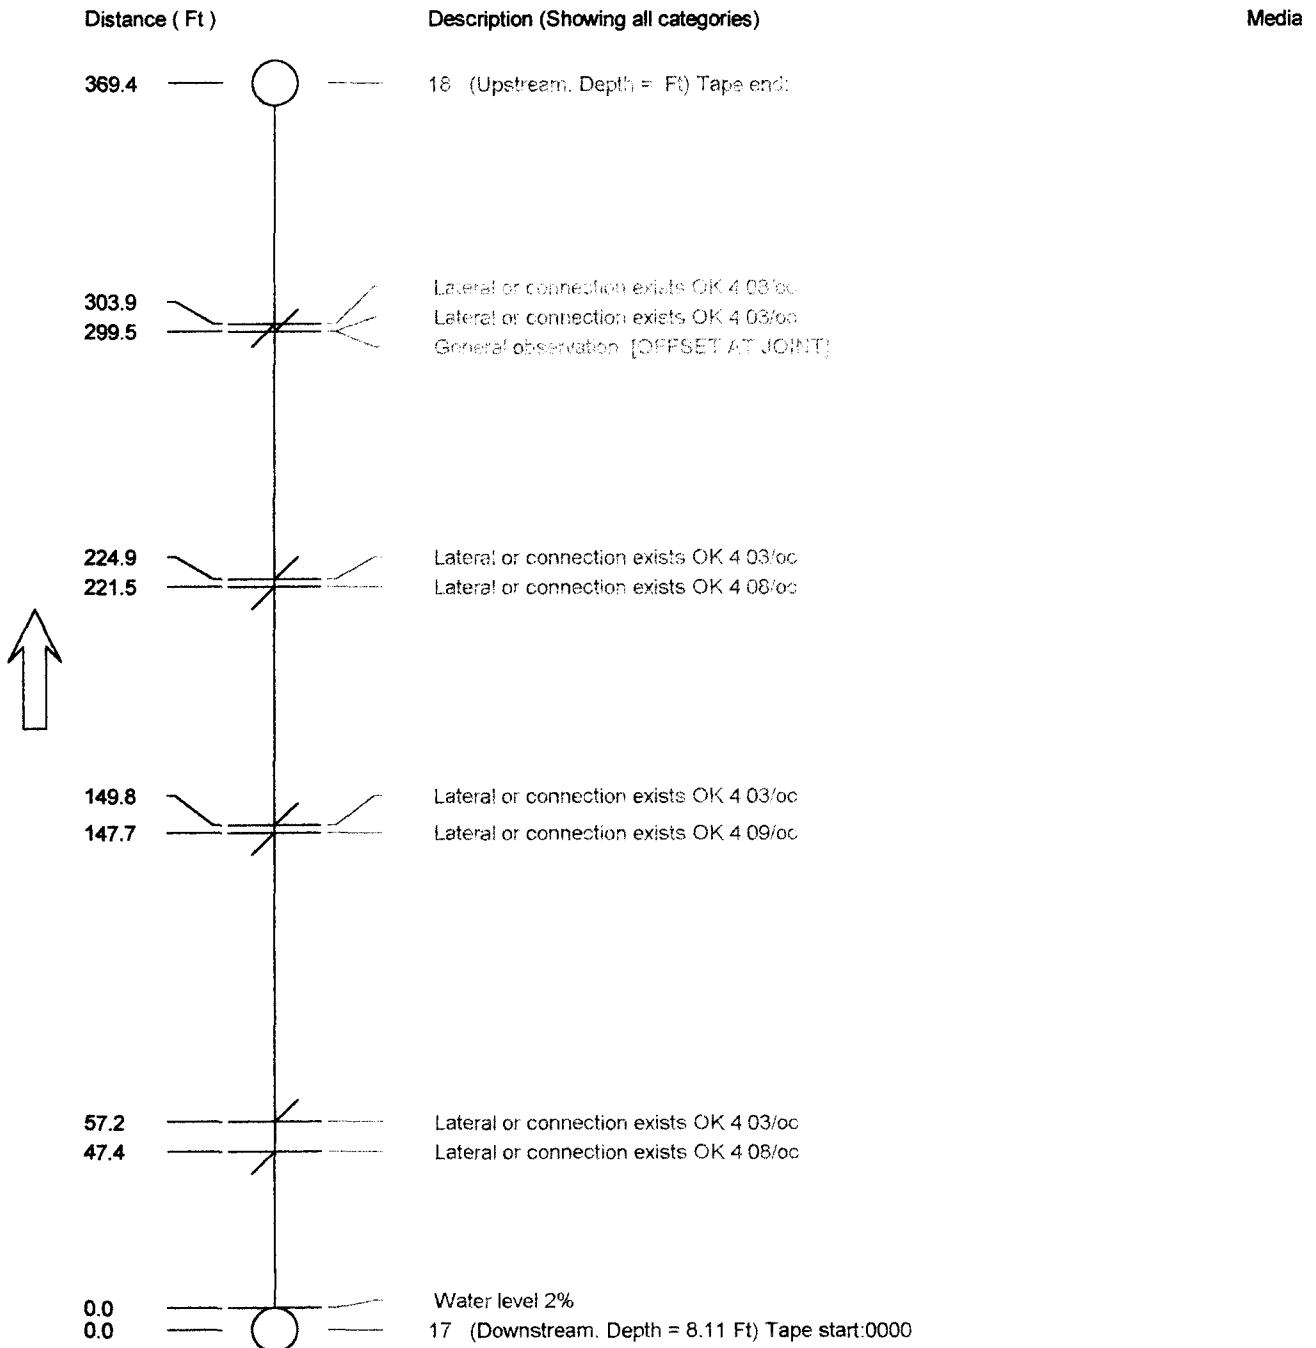 Distance ( Ft ) Description (Showing all categories) Media
369.4 18 (Upstream. Depth = Ft) Tape end:
Lateral or connection exists OK 4 08/oc
303.9
Lateral or connection exists OK 4 03/oc
299.5
General observation [OFFSET AT JOINT]
224.9 Lateral or connection exists OK 4 03/oc
221.5 Lateral or connection exists OK 4 08/oc
149.8 Lateral or connection exists OK 4 03/oc
147.7 Lateral or connection exists OK 4 09/oc
57.2 Lateral or connection exists OK 4 03/oc
47.4 Lateral or connection exists OK 4 08/oc
0.0 Water level 2%
0.0 17 (Downstream. Depth = 8.11 Ft) Tape start:0000